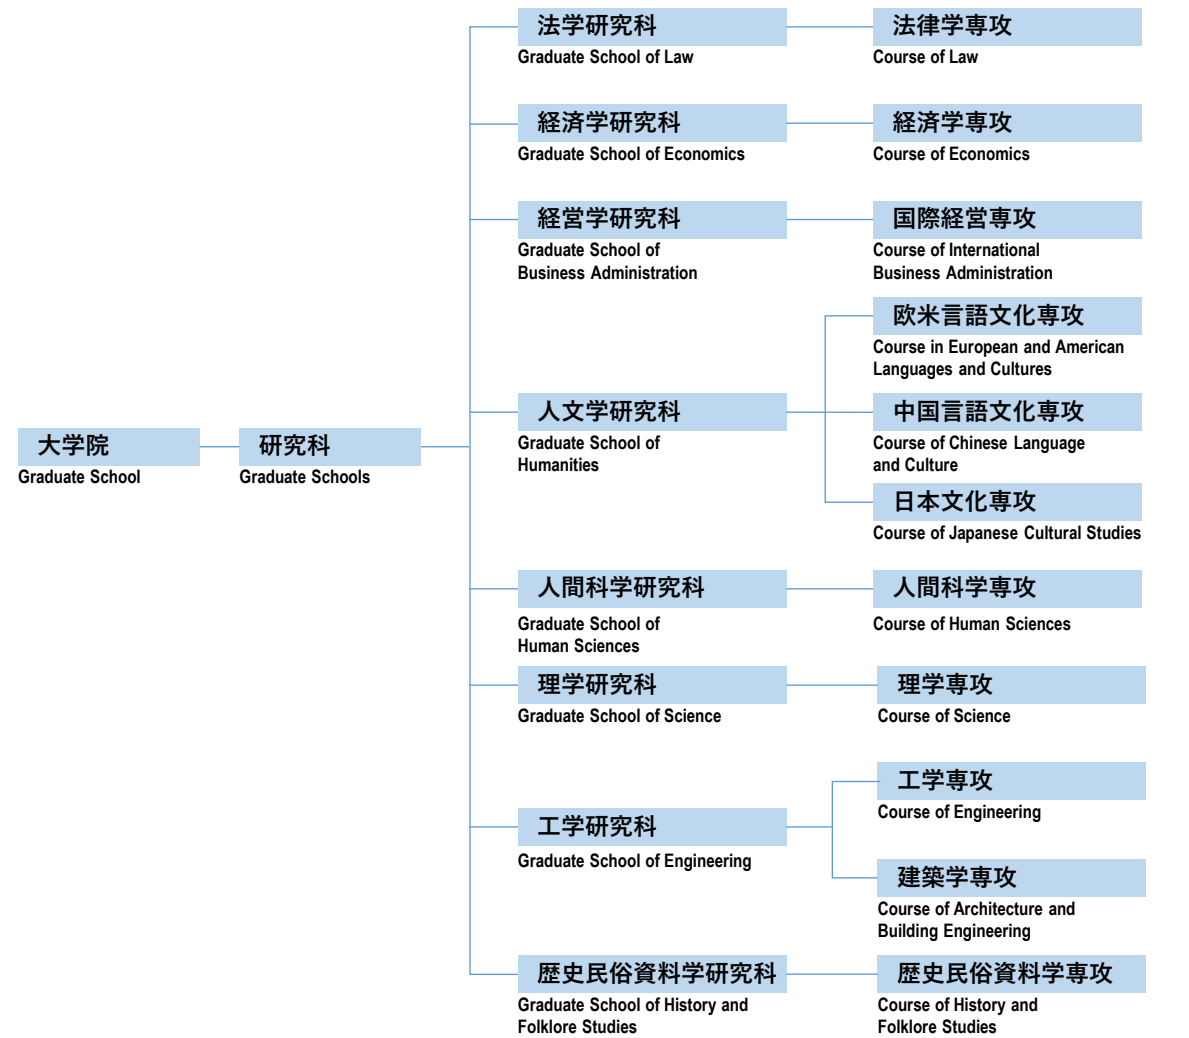 大学院
Graduate School
研究科
Graduate Schools
法学研究科
Graduate School of Law
法律学専攻
Course of Law
経済学研究科
Graduate School of Economics
経済学専攻
Course of Economics
経営学研究科
Graduate School of
Business Administration
国際経営専攻
Course of International
Business Administration
人文学研究科
Graduate School of
Humanities
欧米言語文化専攻
Course in European and American
Languages and Cultures
中国言語文化専攻
Course of Chinese Language
and Culture
日本文化専攻
Course of Japanese Cultural Studies
人間科学研究科
Graduate School of
Human Sciences
人間科学専攻
Course of Human Sciences
理学研究科
Graduate School of Science
理学専攻
Course of Science
工学研究科
Graduate School of Engineering
工学専攻
Course of Engineering
建築学専攻
Course of Architecture and
Building Engineering
歴史民俗資料学研究科
Graduate School of History and
Folklore Studies
歴史民俗資料学専攻
Course of History and
Folklore Studies